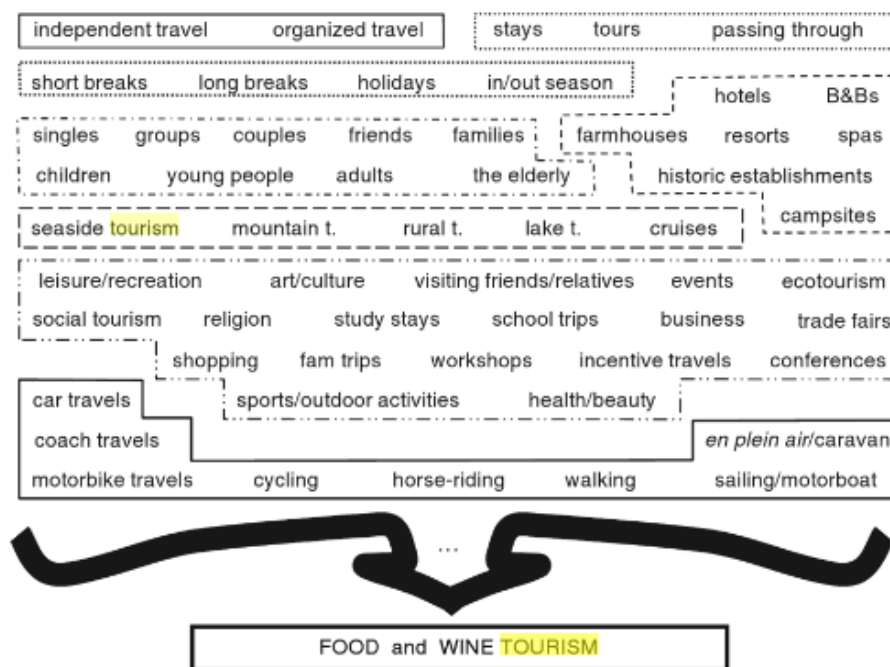 independent travel organized travel stays tours passing through
short breaks long breaks holidays in/out season
hotels B&Bs
singles groups couples friends families farmhouses resorts spas
children young people adults the elderly historic establishments
campsites
seaside tourism mountain t. rural t. lake t. cruises
leisure/recreation art/culture visiting friends/relatives events ecotourism
social tourism religion study stays school trips business trade fairs
shopping fam trips workshops incentive travels conferences
car travels sports/outdoor activities health/beauty
coach travels en plein air/caravan
motorbike travels cycling horse-riding walking sailing/motorboat
...
FOOD and WINE TOURISM